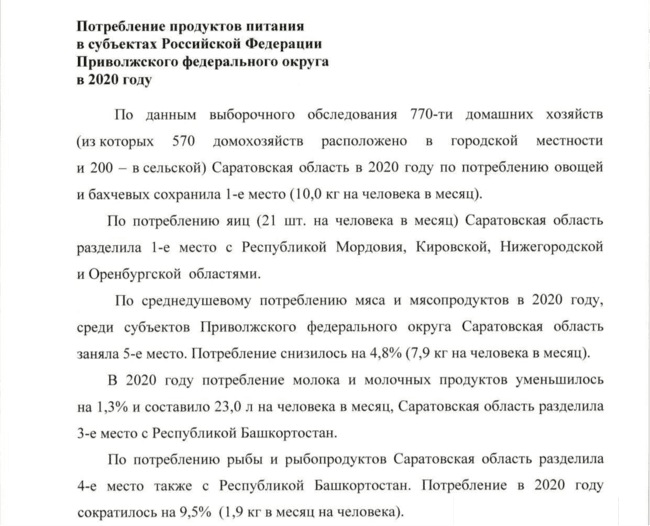 Потребление продуктов питания
в субъектах Российской Федерации
Приволжского федерального округа
в 2020 году
По данным выборочного обследования 770-ти домашних хозяйств
(из которых 570 домохозяйств расположено в городской местности
и 200 – в сельской) Саратовская область в 2020 году по потреблению овощей
и бахчевых сохранила 1-е место (10,0 кг на человека в месяц).
По потреблению яиц (21 шт. на человека в месяц) Саратовская область
разделила 1-е место с Республикой Мордовия, Кировской, Нижегородской
и Оренбургской областями.
По среднедушевому потреблению мяса и мясопродуктов в 2020 году,
среди субъектов Приволжского федерального округа Саратовская область
заняла 5-е место. Потребление снизилось на 4,8% (7,9 кг на человека в месяц).
В 2020 году потребление молока и молочных продуктов уменьшилось
на 1,3% и составило 23,0 л на человека в месяц, Саратовская область разделила
3-е место с Республикой Башкортостан.
По потреблению рыбы и рыбопродуктов Саратовская область разделила
4-е место также с Республикой Башкортостан. Потребление в 2020 году
сократилось на 9,5% (1,9 кг в месяц на человека).